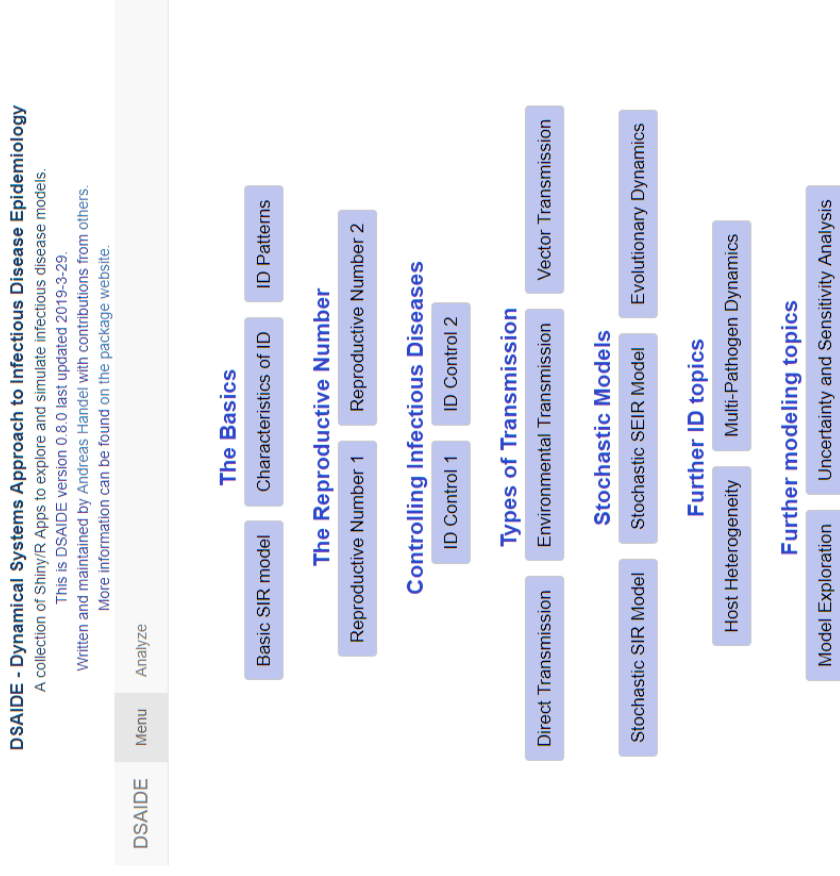 DSAIDE - Dynamical Systems Approach to Infectious Disease Epidemiology
A collection of Shiny/R Apps to explore and simulate infectious disease models.
This is DSAIDE version 0.8.0 last updated 2019-3-29.
Written and maintained by Andreas Handel with contributions from others.
More information can be found on the package website.
DSAIDE Menu Analyze
The Basics
Basic SIR model Characteristics of ID ID Patterns
The Reproductive Number
Reproductive Number 1 Reproductive Number 2
Controlling Infectious Diseases
ID Control 1 ID Control 2
Types of Transmission
Direct Transmission Environmental Transmission Vector Transmission
Stochastic Models
Stochastic SIR Model Stochastic SEIR Model Evolutionary Dynamics
Further ID topics
Host Heterogeneity Multi-Pathogen Dynamics
Further modeling topics
Model Exploration Uncertainty and Sensitivity Analysis